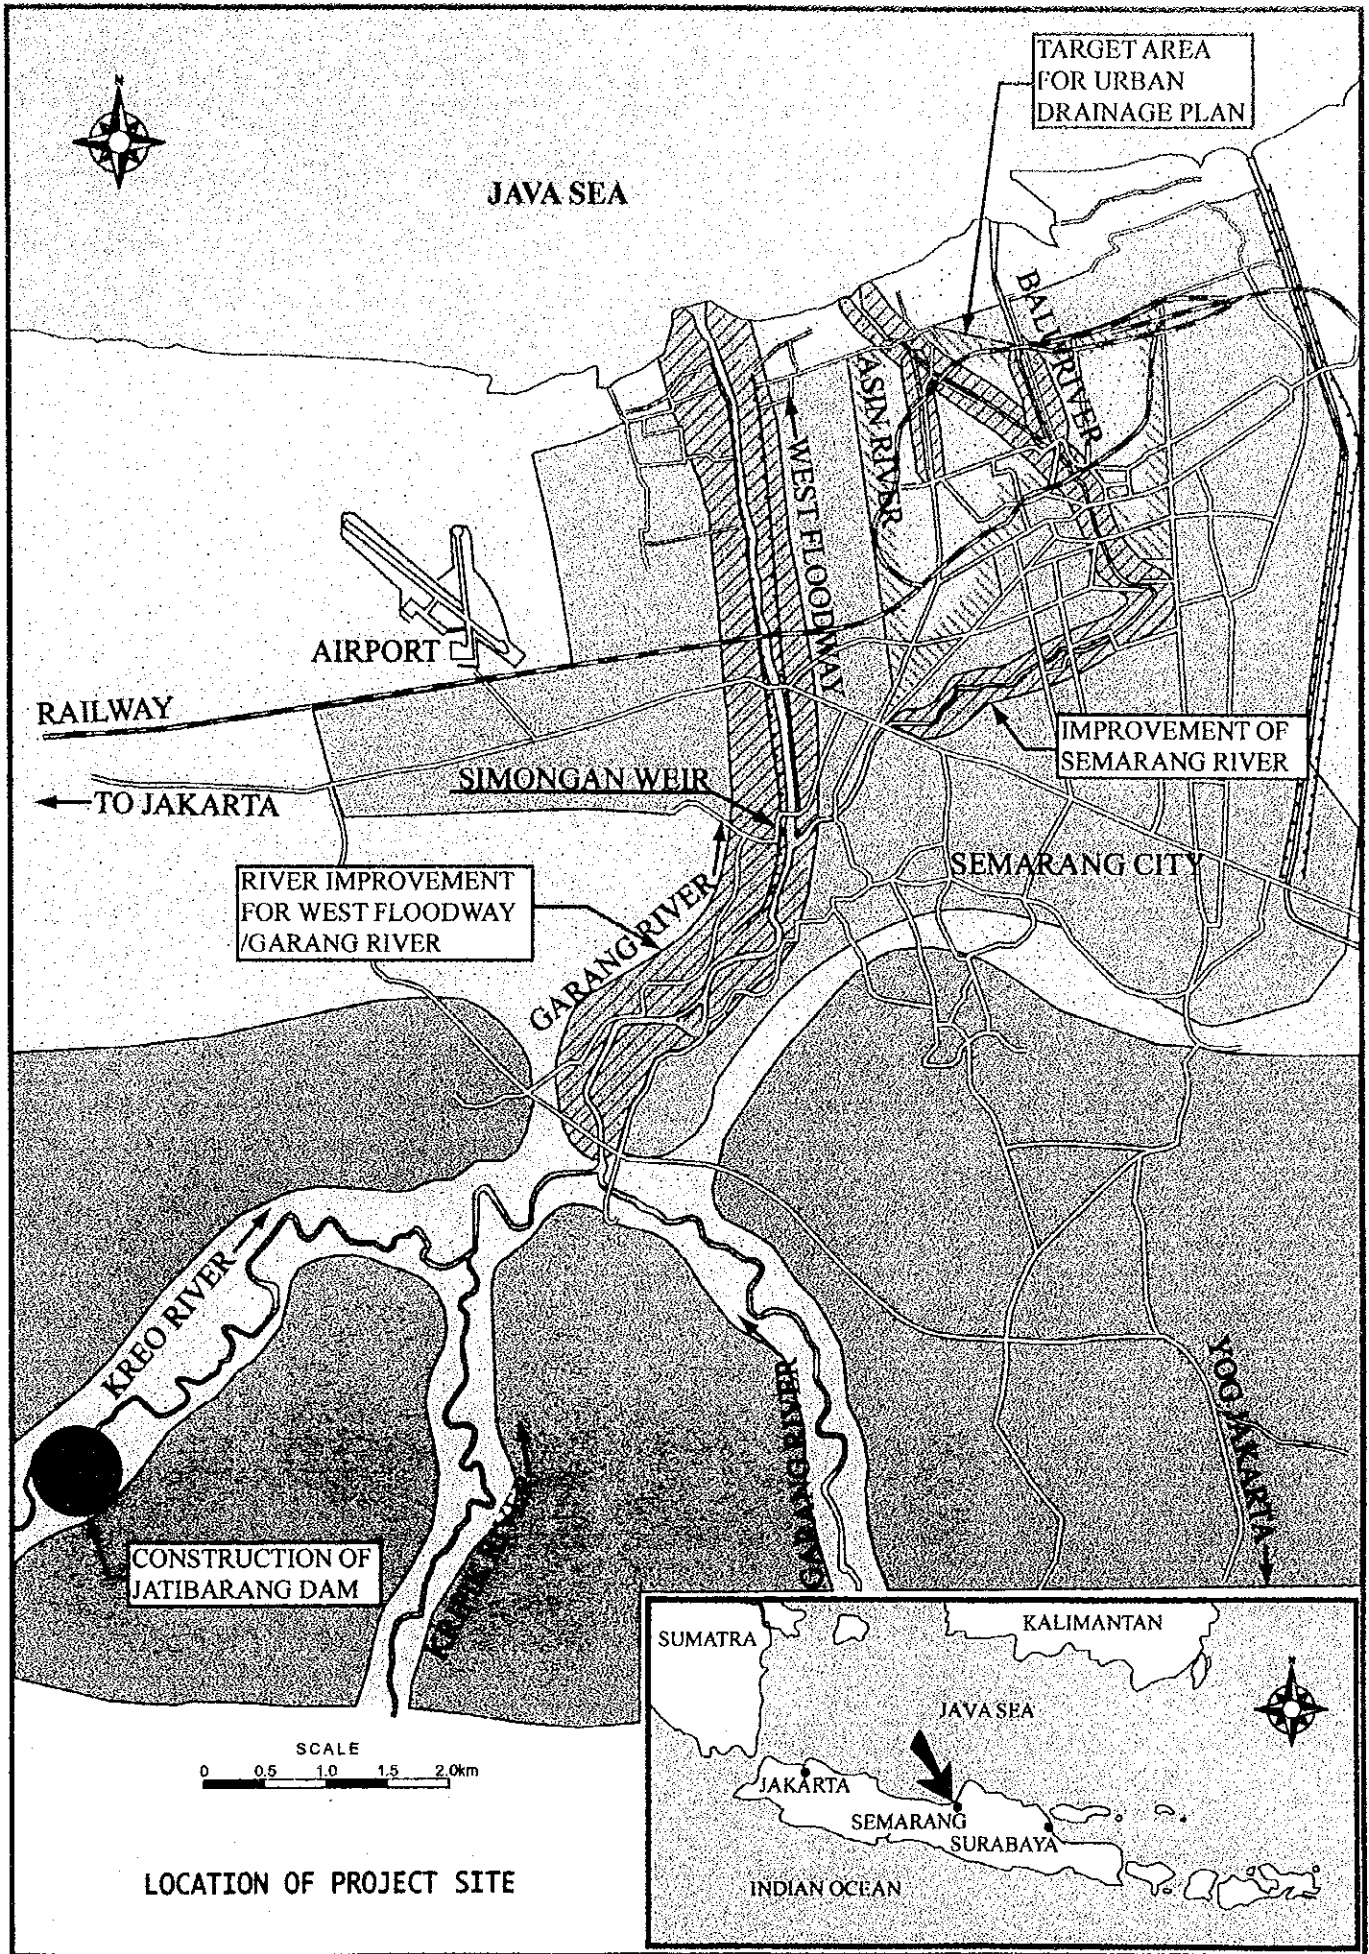 TARGET AREA
FOR URBAN
DRAINAGE PLAN
N
JAVA SEA
BALU RIVER
ASIN RIVER
WEST FLOODWAY
AIRPORT
RAILWAY
IMPROVEMENT OF
SEMARANG RIVER
SIMONGAN WEIR
TO JAKARTA
SEMARANG CITY
RIVER IMPROVEMENT
FOR WEST FLOODWAY
/GARANG RIVER
GARANG RIVER
KREO RIVER
YOGJAKARTA
GARANG RIVER
RIVER
CONSTRUCTION OF
JATIBARANG DAM
SUMATRA
KALIMANTAN
N
JAVA SEA
JAKARTA
SEMARANG
SURABAYA
INDIAN OCEAN
SCALE
0 0.5 1.0 1.5 2.0km
LOCATION OF PROJECT SITE